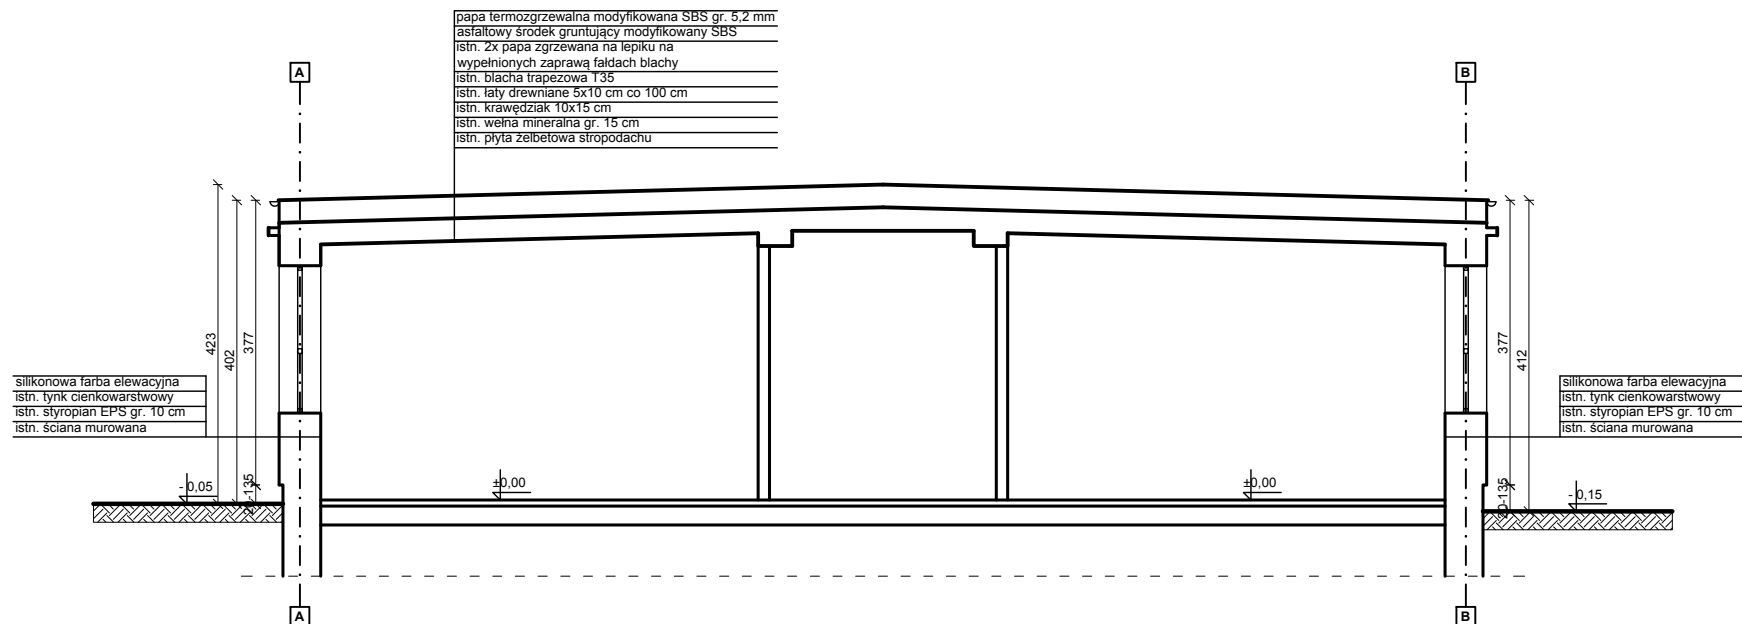 papa termozgrzewalna modyfikowana SBS gr. 5,2 mm
asfaltowy środek gruntujący modyfikowany SBS
istn. 2x papa zgrzewana na lepiku na
wypełnionych zaprawą fałdach blachy
istn. blacha trapezowa T35
istn. łaty drewniane 5x10 cm co 100 cm
istn. krawędziak 10x15 cm
istn. wełna mineralna gr. 15 cm
istn. płyta żelbetowa stropodachu
A
B
423
402
377
377
412
silikonowa farba elewacyjna
istn. tynk cienkowarstwowy
istn. styropian EPS gr. 10 cm
istn. ściana murowana
silikonowa farba elewacyjna
istn. tynk cienkowarstwowy
istn. styropian EPS gr. 10 cm
istn. ściana murowana
- 0,05
20-135
±0,00
±0,00
20-135
- 0,15
A
B